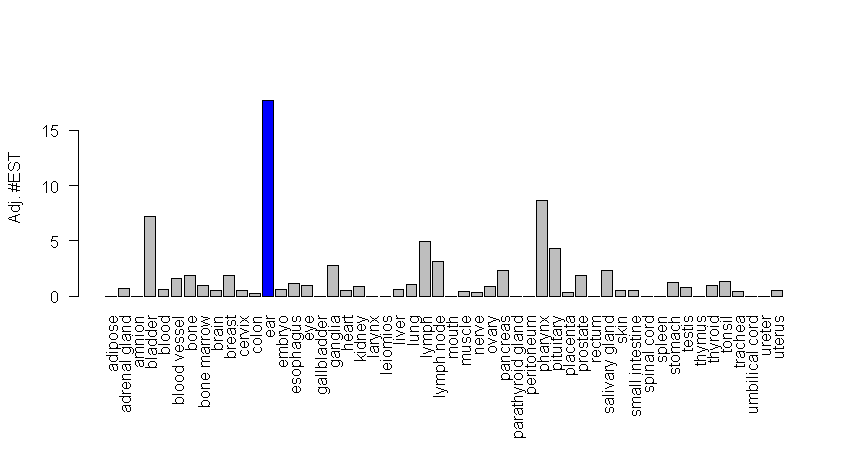 Adj. #EST
15
10
5
0
adipose
adrenal gland
amnion
bladder
blood
blood vessel
bone
bone marrow
brain
breast
cervix
colon
ear
embryo
esophagus
eye
gallbladder
ganglia
heart
kidney
larynx
leiomios
liver
lung
lymph
lymph node
mouth
muscle
nerve
ovary
pancreas
parathyroid gland
peritoneum
pharynx
pituitary
placenta
prostate
rectum
salivary gland
skin
small intestine
spinal cord
spleen
stomach
testis
thymus
thyroid
tonsil
trachea
umbilical cord
ureter
uterus